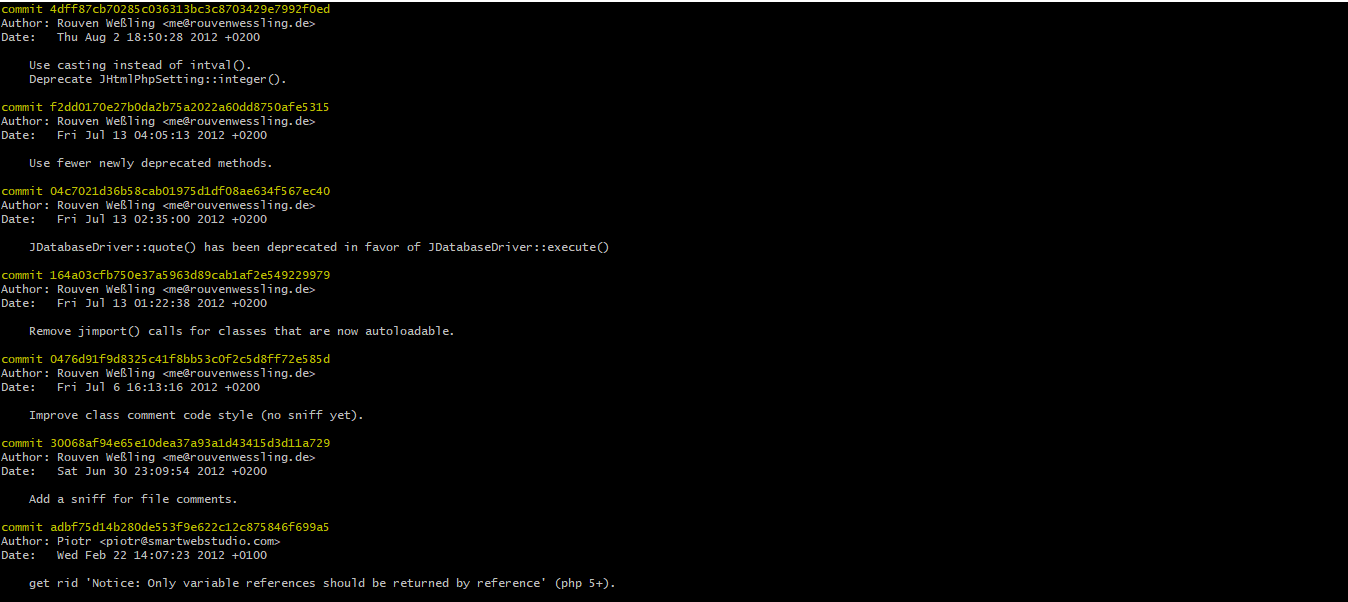 commit 4dff87cb70285c036313bc3c8703429e7992f0ed
Author: Rouven Weßling <me@rouvenwessling.de>
Date:   Thu Aug 2 18:50:28 2012 +0200
Use casting instead of intval().
Deprecate JHtmlPhpSetting::integer().
commit f2dd0170e27b0da2b75a2022a60dd8750afe5315
Author: Rouven Weßling <me@rouvenwessling.de>
Date:   Fri Jul 13 04:05:13 2012 +0200
Use fewer newly deprecated methods.
commit 04c7021d36b58cab01975d1df08ae634f567ec40
Author: Rouven Weßling <me@rouvenwessling.de>
Date:   Fri Jul 13 02:35:00 2012 +0200
JDatabaseDriver::quote() has been deprecated in favor of JDatabaseDriver::execute()
commit 164a03cfb750e37a5963d89cab1af2e549229979
Author: Rouven Weßling <me@rouvenwessling.de>
Date:   Fri Jul 13 01:22:38 2012 +0200
Remove jimport() calls for classes that are now autoloadable.
commit 0476d91f9d8325c41f8bb53c0f2c5d8ff72e585d
Author: Rouven Weßling <me@rouvenwessling.de>
Date:   Fri Jul 6 16:13:16 2012 +0200
Improve class comment code style (no sniff yet).
commit 30068af94e65e10dea37a93a1d43415d3d11a729
Author: Rouven Weßling <me@rouvenwessling.de>
Date:   Sat Jun 30 23:09:54 2012 +0200
Add a sniff for file comments.
commit adbf75d14b280de553f9e622c12c875846f699a5
Author: Piotr <piotr@smartwebstudio.com>
Date:   Wed Feb 22 14:07:23 2012 +0100
get rid 'Notice: Only variable references should be returned by reference' (php 5+).